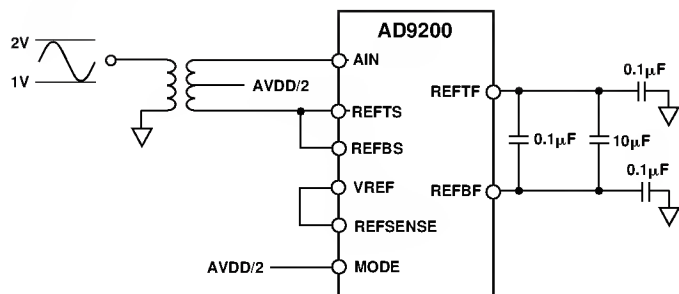 AD9200
2V
1V
AVDD/2
AIN
REFTS
REFBS
VREF
REFSENSE
AVDD/2
MODE
REFTF
REFBF
0.1µF
0.1µF
10µF
0.1µF